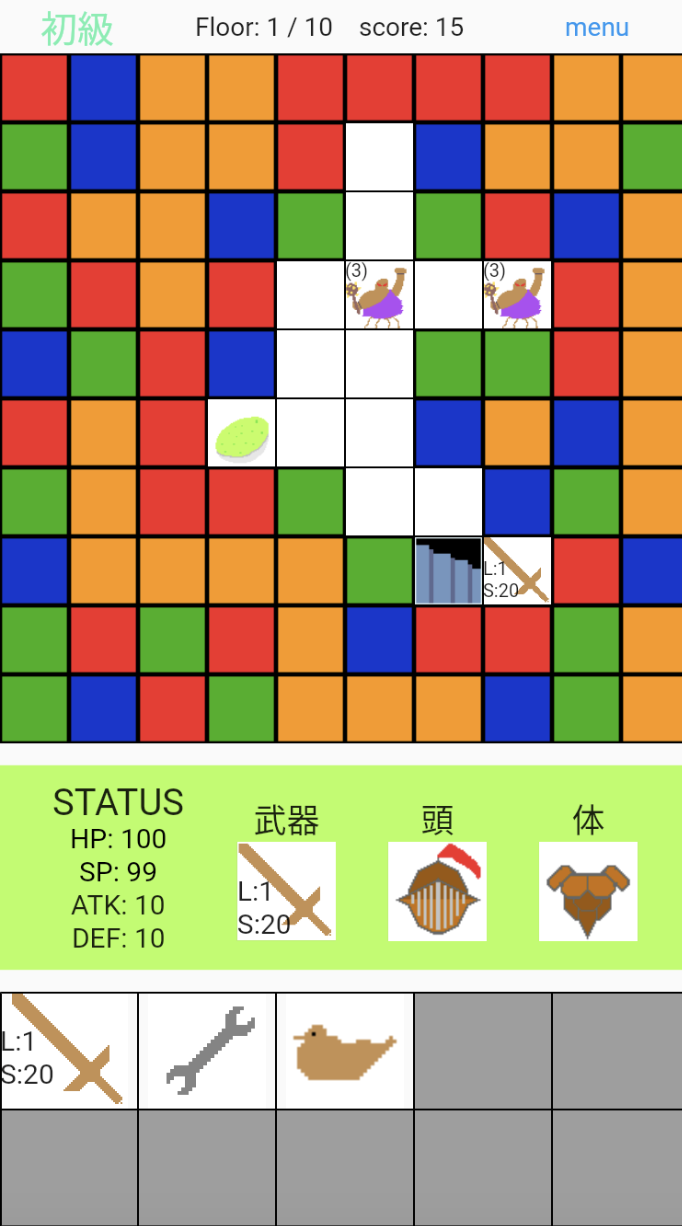 初級 Floor: 1 / 10 score: 15 menu
(3) (3)
L:1
S:20
STATUS
HP: 100
SP: 99
ATK: 10
DEF: 10
武器 頭 体
L:1
S:20
L:1
S:20